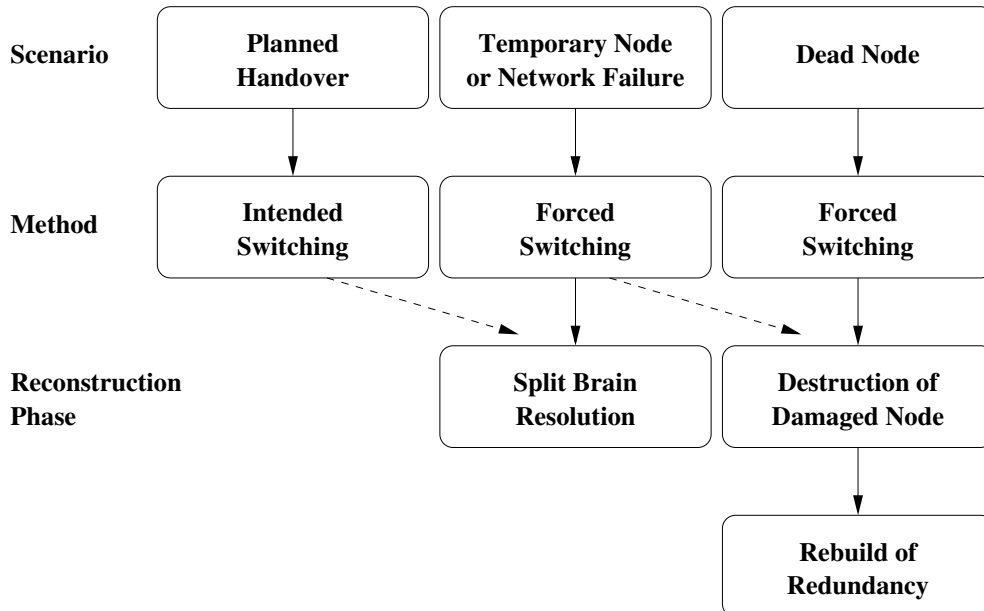 Scenario
Planned
Handover
Temporary Node
or Network Failure
Dead Node
Method
Intended
Switching
Forced
Switching
Forced
Switching
Reconstruction
Phase
Split Brain
Resolution
Destruction of
Damaged Node
Rebuild of
Redundancy